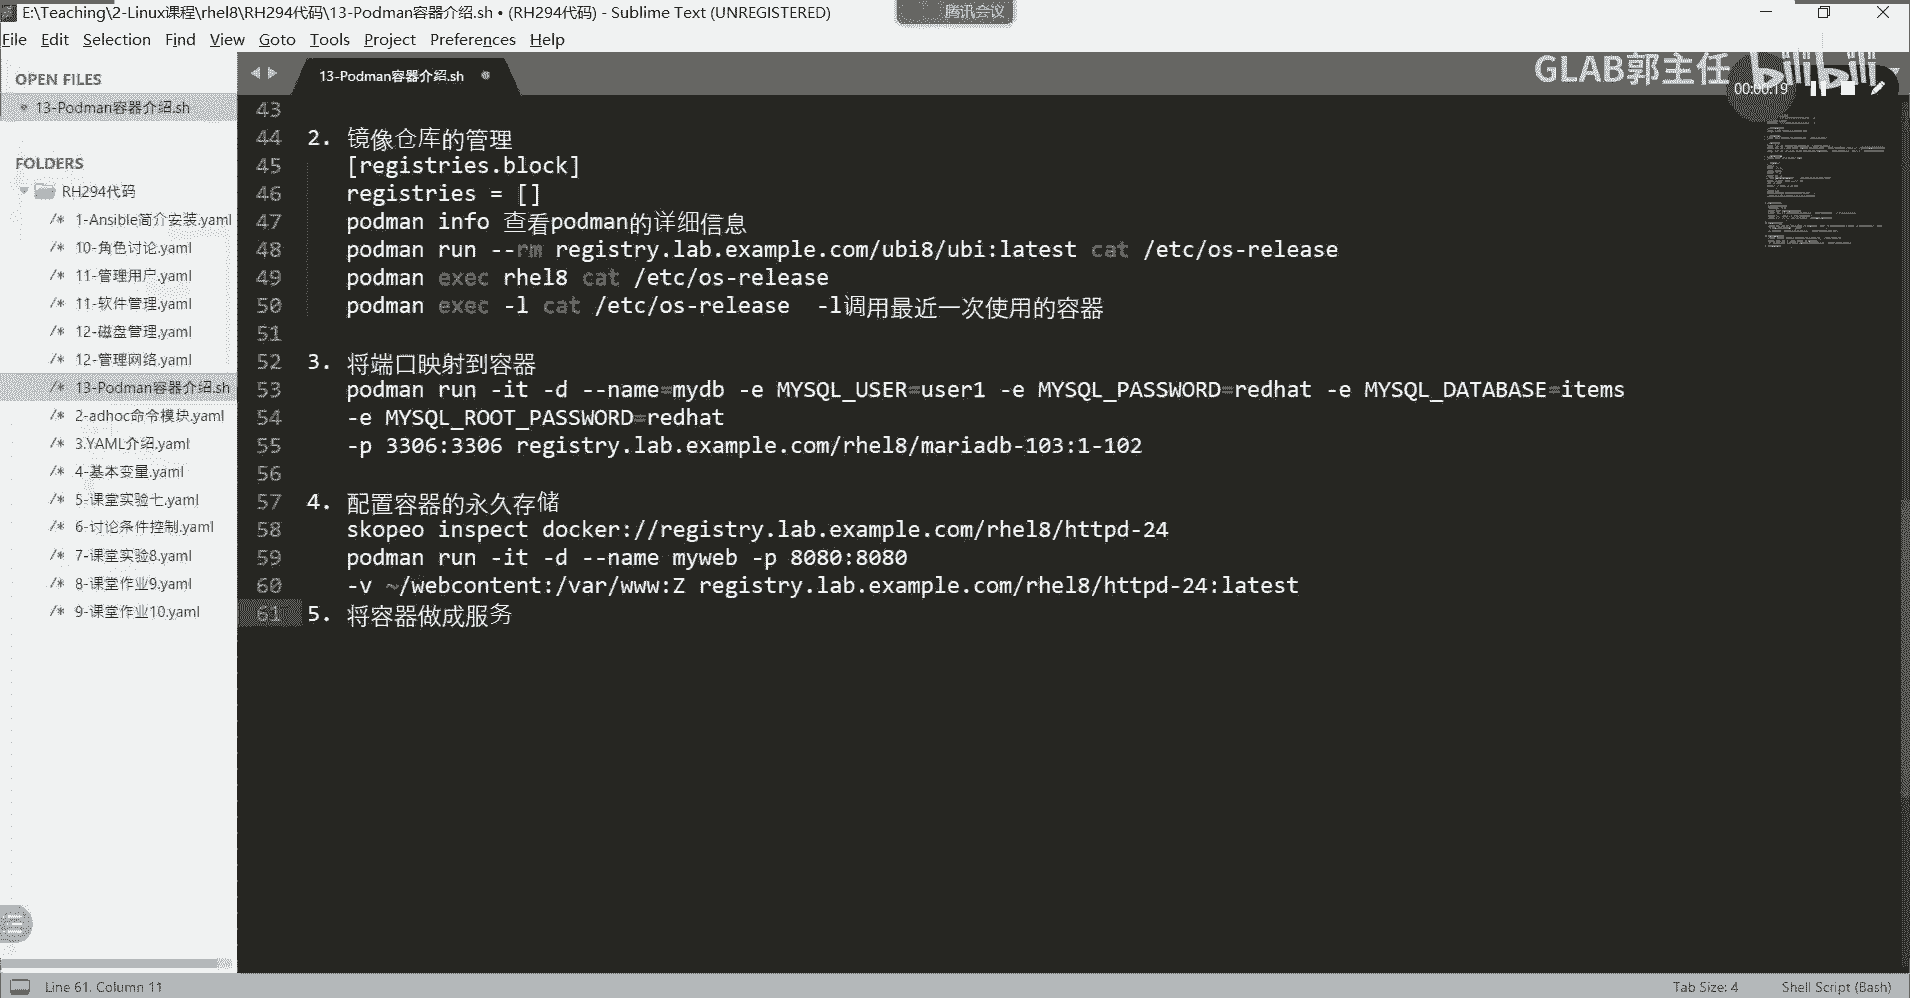 E:\Teaching\2-Linux课程\rhel8\RH294代码\13-Podman容器介绍.sh • (RH294代码) - Sublime Text (UNREGISTERED)
腾讯会议
File Edit Selection Find View Goto Tools Project Preferences Help
GLAB郭主任 bilibili
00:00:19
OPEN FILES
13-Podman容器介绍.sh
FOLDERS
RH294代码
/* 1-Ansible简介安装.yaml
/* 10-角色讨论.yaml
/* 11-管理用户.yaml
/* 11-软件管理.yaml
/* 12-磁盘管理.yaml
/* 12-管理网络.yaml
/* 13-Podman容器介绍.sh
/* 2-adhoc命令模块.yaml
/* 3.YAML介绍.yaml
/* 4-基本变量.yaml
/* 5-课堂实验七.yaml
/* 6-讨论条件控制.yaml
/* 7-课堂实验8.yaml
/* 8-课堂作业9.yaml
/* 9-课堂作业10.yaml
13-Podman容器介绍.sh
43
44 2. 镜像仓库的管理
45 [registries.block]
46 registries = []
47 podman info 查看podman的详细信息
48 podman run --rm registry.lab.example.com/ubi8/ubi:latest cat /etc/os-release
49 podman exec rhel8 cat /etc/os-release
50 podman exec -l cat /etc/os-release -l调用最近一次使用的容器
51
52 3. 将端口映射到容器
53 podman run -it -d --name=mydb -e MYSQL_USER=user1 -e MYSQL_PASSWORD=redhat -e MYSQL_DATABASE=items
54 -e MYSQL_ROOT_PASSWORD=redhat
55 -p 3306:3306 registry.lab.example.com/rhel8/mariadb-103:1-102
56
57 4. 配置容器的永久存储
58 skopeo inspect docker://registry.lab.example.com/rhel8/httpd-24
59 podman run -it -d --name myweb -p 8080:8080
60 -v ~/webcontent:/var/www:Z registry.lab.example.com/rhel8/httpd-24:latest
61 5. 将容器做成服务
Line 61, Column 11
Tab Size: 4
Shell Script (Bash)